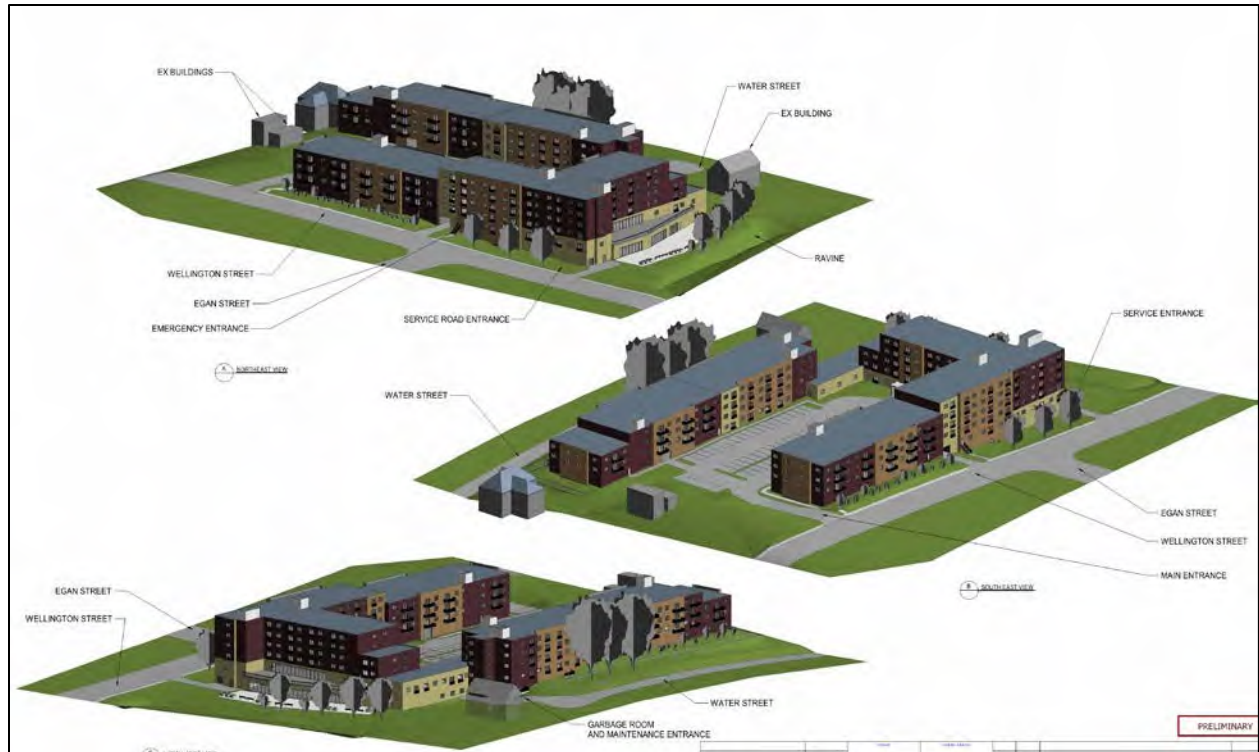 EX BUILDINGS
WATER STREET
EX BUILDING
WELLINGTON STREET
EGAN STREET
EMERGENCY ENTRANCE
SERVICE ROAD ENTRANCE
RAVINE
A NORTHEAST VIEW
SERVICE ENTRANCE
WATER STREET
EGAN STREET
WELLINGTON STREET
MAIN ENTRANCE
B SOUTH EAST VIEW
EGAN STREET
WELLINGTON STREET
WATER STREET
GARBAGE ROOM
AND MAINTENANCE ENTRANCE
PRELIMINARY